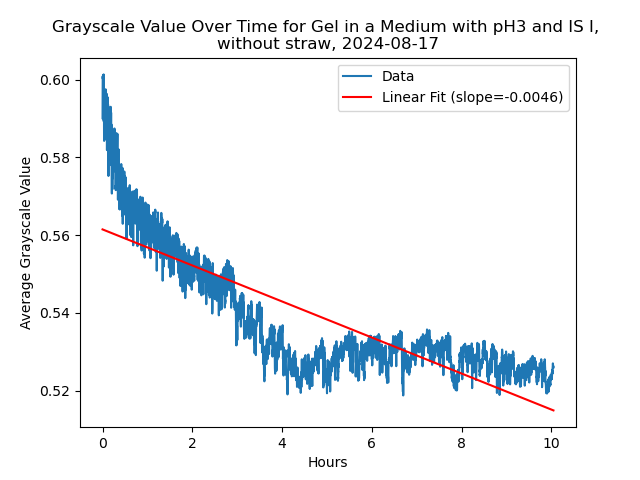 Grayscale Value Over Time for Gel in a Medium with pH3 and IS I,
without straw, 2024-08-17
Data
Linear Fit (slope=-0.0046)
Average Grayscale Value
0.60
0.58
0.56
0.54
0.52
0 2 4 6 8 10
Hours